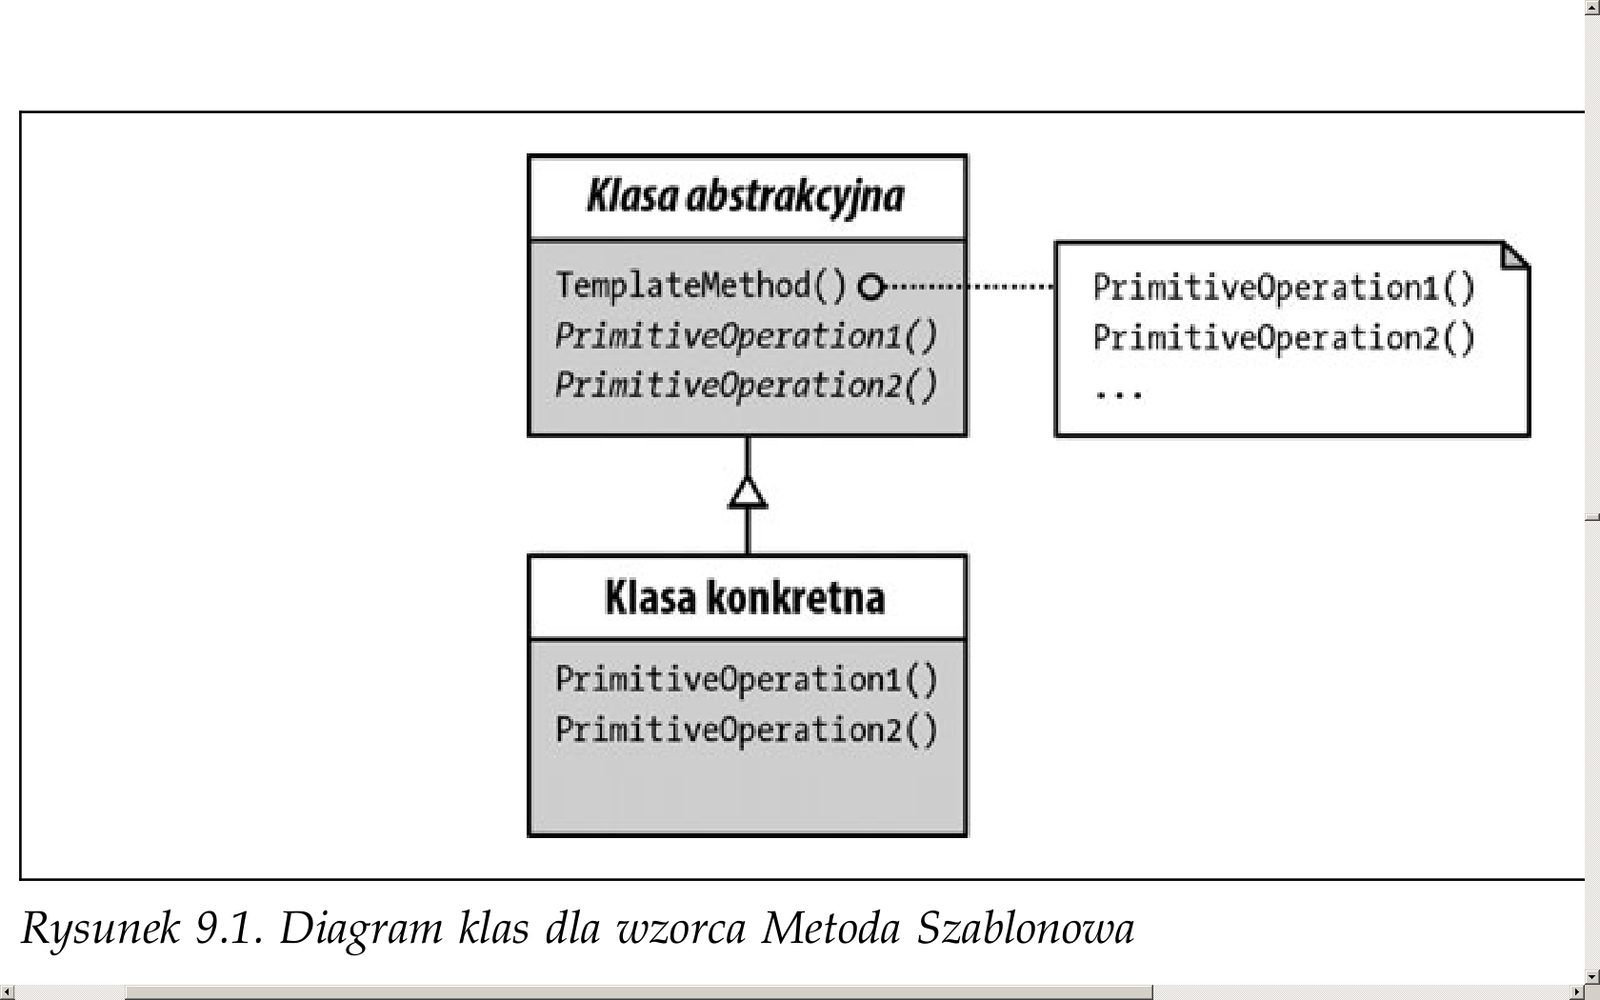 Klasa abstrakcyjna
TemplateMethod()
PrimitiveOperation1()
PrimitiveOperation2()
PrimitiveOperation1()
PrimitiveOperation2()
...
Klasa konkretna
PrimitiveOperation1()
PrimitiveOperation2()
Rysunek 9.1. Diagram klas dla wzorca Metoda Szablonowa